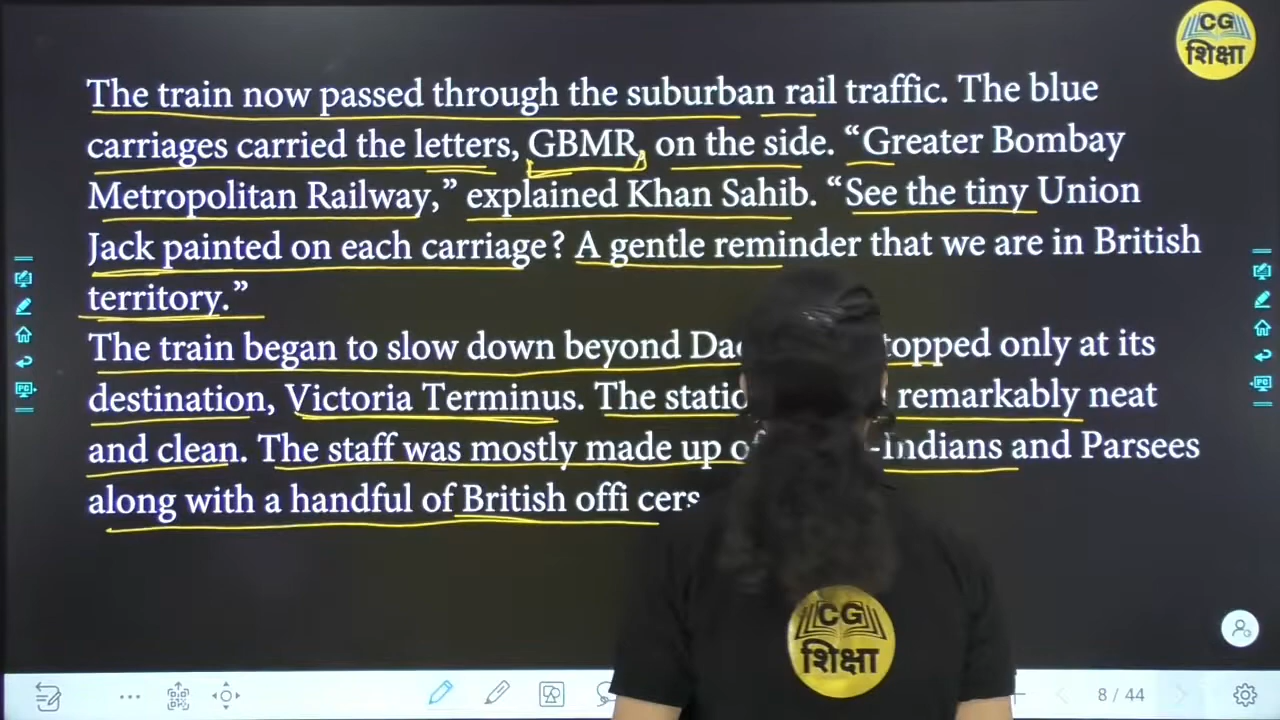 CG
शिक्षा
The train now passed through the suburban rail traffic. The blue
carriages carried the letters, GBMR, on the side. “Greater Bombay
Metropolitan Railway,” explained Khan Sahib. “See the tiny Union
Jack painted on each carriage? A gentle reminder that we are in British
territory.”
The train began to slow down beyond topped only at its
destination, Victoria Terminus. The remarkably neat
and clean. The staff was mostly made up -Indians and Parsees
along with a handful of British offi cers
CG
शिक्षा
8 / 44